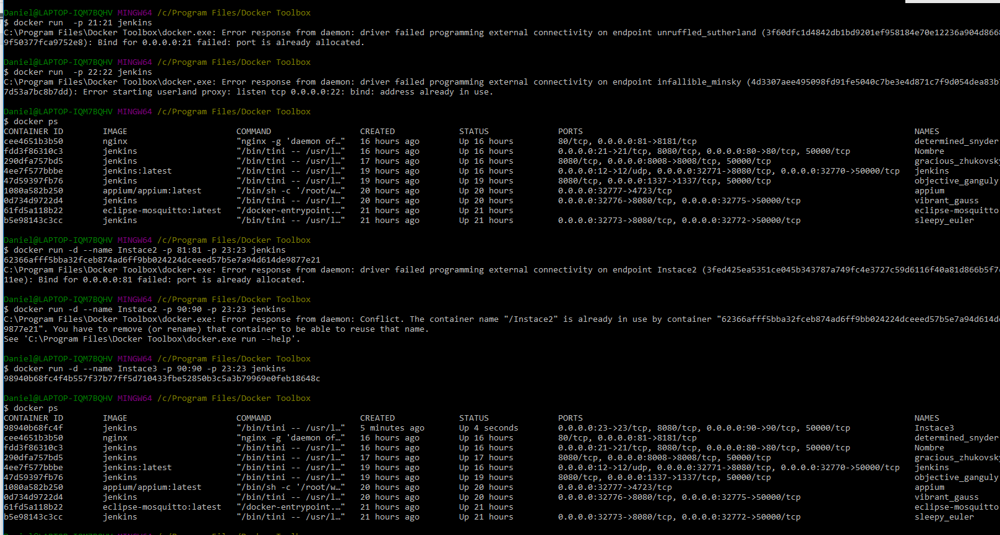 Daniel@LAPTOP-IQM7BQHV MINGW64 /c/Program Files/Docker Toolbox
$ docker run  -p 21:21 jenkins
C:\Program Files\Docker Toolbox\docker.exe: Error response from daemon: driver failed programming external connectivity on endpoint unruffled_sutherland (3f60dfc1d4842db1bd9201ef958184e70e12236a904d866
9f50377fca9752e8): Bind for 0.0.0.0:21 failed: port is already allocated.
Daniel@LAPTOP-IQM7BQHV MINGW64 /c/Program Files/Docker Toolbox
$ docker run  -p 22:22 jenkins
C:\Program Files\Docker Toolbox\docker.exe: Error response from daemon: driver failed programming external connectivity on endpoint infallible_minsky (4d3307aee495098fd91fe5040c7be3e4d871c7f9d054dea83b
7d53a7bc8b7dd): Error starting userland proxy: listen tcp 0.0.0.0:22: bind: address already in use.
Daniel@LAPTOP-IQM7BQHV MINGW64 /c/Program Files/Docker Toolbox
$ docker ps
CONTAINER ID        IMAGE                      COMMAND                  CREATED             STATUS              PORTS                                                                   NAMES
cee4651b3b50        nginx                      "nginx -g 'daemon of…"   16 hours ago        Up 16 hours         80/tcp, 0.0.0.0:81->8181/tcp                                            determined_snyder
fdd3f86310c3        jenkins                    "/bin/tini -- /usr/l…"   16 hours ago        Up 16 hours         0.0.0.0:21->21/tcp, 8080/tcp, 0.0.0.0:80->80/tcp, 50000/tcp             Nombre
290dfa757bd5        jenkins                    "/bin/tini -- /usr/l…"   17 hours ago        Up 16 hours         8080/tcp, 0.0.0.0:8008->8008/tcp, 50000/tcp                             gracious_zhukovsky
4ee7f577bbbe        jenkins:latest             "/bin/tini -- /usr/l…"   19 hours ago        Up 16 hours         0.0.0.0:12->12/udp, 0.0.0.0:32771->8080/tcp, 0.0.0.0:32770->50000/tcp   jenkins
47d59397fb76        jenkins                    "/bin/tini -- /usr/l…"   19 hours ago        Up 19 hours         8080/tcp, 0.0.0.0:1337->1337/tcp, 50000/tcp                             objective_ganguly
1080a582b250        appium/appium:latest       "/bin/sh -c '/root/w…"   20 hours ago        Up 20 hours         0.0.0.0:32777->4723/tcp                                                 appium
0d734d9722d4        jenkins                    "/bin/tini -- /usr/l…"   20 hours ago        Up 20 hours         0.0.0.0:32776->8080/tcp, 0.0.0.0:32775->50000/tcp                       vibrant_gauss
61fd5a118b22        eclipse-mosquitto:latest   "/docker-entrypoint.…"   21 hours ago        Up 21 hours                                                                                 eclipse-mosquitto
b5e98143c3cc        jenkins                    "/bin/tini -- /usr/l…"   21 hours ago        Up 21 hours         0.0.0.0:32773->8080/tcp, 0.0.0.0:32772->50000/tcp                       sleepy_euler
Daniel@LAPTOP-IQM7BQHV MINGW64 /c/Program Files/Docker Toolbox
$ docker run -d --name Instace2 -p 81:81 -p 23:23 jenkins
62366afff5bba32fceb874ad6ff9bb024224dceeed57b5e7a94d614de9877e21
C:\Program Files\Docker Toolbox\docker.exe: Error response from daemon: driver failed programming external connectivity on endpoint Instace2 (3fed425ea5351ce045b343787a749fc4e3727c59d6116f40a81d866b5f7
11ee): Bind for 0.0.0.0:81 failed: port is already allocated.
Daniel@LAPTOP-IQM7BQHV MINGW64 /c/Program Files/Docker Toolbox
$ docker run -d --name Instace2 -p 90:90 -p 23:23 jenkins
C:\Program Files\Docker Toolbox\docker.exe: Error response from daemon: Conflict. The container name "/Instace2" is already in use by container "62366afff5bba32fceb874ad6ff9bb024224dceeed57b5e7a94d614d
9877e21". You have to remove (or rename) that container to be able to reuse that name.
See 'C:\Program Files\Docker Toolbox\docker.exe run --help'.
Daniel@LAPTOP-IQM7BQHV MINGW64 /c/Program Files/Docker Toolbox
$ docker run -d --name Instace3 -p 90:90 -p 23:23 jenkins
98940b68fc4f4b557f37b77ff5d710433fbe52850b3c5a3b79969e0feb18648c
Daniel@LAPTOP-IQM7BQHV MINGW64 /c/Program Files/Docker Toolbox
$ docker ps
CONTAINER ID        IMAGE                      COMMAND                  CREATED             STATUS              PORTS                                                                   NAMES
98940b68fc4f        jenkins                    "/bin/tini -- /usr/l…"   5 minutes ago       Up 4 seconds        0.0.0.0:23->23/tcp, 8080/tcp, 0.0.0.0:90->90/tcp, 50000/tcp             Instace3
cee4651b3b50        nginx                      "nginx -g 'daemon of…"   16 hours ago        Up 16 hours         80/tcp, 0.0.0.0:81->8181/tcp                                            determined_snyder
fdd3f86310c3        jenkins                    "/bin/tini -- /usr/l…"   16 hours ago        Up 16 hours         0.0.0.0:21->21/tcp, 8080/tcp, 0.0.0.0:80->80/tcp, 50000/tcp             Nombre
290dfa757bd5        jenkins                    "/bin/tini -- /usr/l…"   17 hours ago        Up 17 hours         8080/tcp, 0.0.0.0:8008->8008/tcp, 50000/tcp                             gracious_zhukovsky
4ee7f577bbbe        jenkins:latest             "/bin/tini -- /usr/l…"   19 hours ago        Up 16 hours         0.0.0.0:12->12/udp, 0.0.0.0:32771->8080/tcp, 0.0.0.0:32770->50000/tcp   jenkins
47d59397fb76        jenkins                    "/bin/tini -- /usr/l…"   19 hours ago        Up 19 hours         8080/tcp, 0.0.0.0:1337->1337/tcp, 50000/tcp                             objective_ganguly
1080a582b250        appium/appium:latest       "/bin/sh -c '/root/w…"   20 hours ago        Up 20 hours         0.0.0.0:32777->4723/tcp                                                 appium
0d734d9722d4        jenkins                    "/bin/tini -- /usr/l…"   20 hours ago        Up 20 hours         0.0.0.0:32776->8080/tcp, 0.0.0.0:32775->50000/tcp                       vibrant_gauss
61fd5a118b22        eclipse-mosquitto:latest   "/docker-entrypoint.…"   21 hours ago        Up 21 hours                                                                                 eclipse-mosquitto
b5e98143c3cc        jenkins                    "/bin/tini -- /usr/l…"   21 hours ago        Up 21 hours         0.0.0.0:32773->8080/tcp, 0.0.0.0:32772->50000/tcp                       sleepy_euler